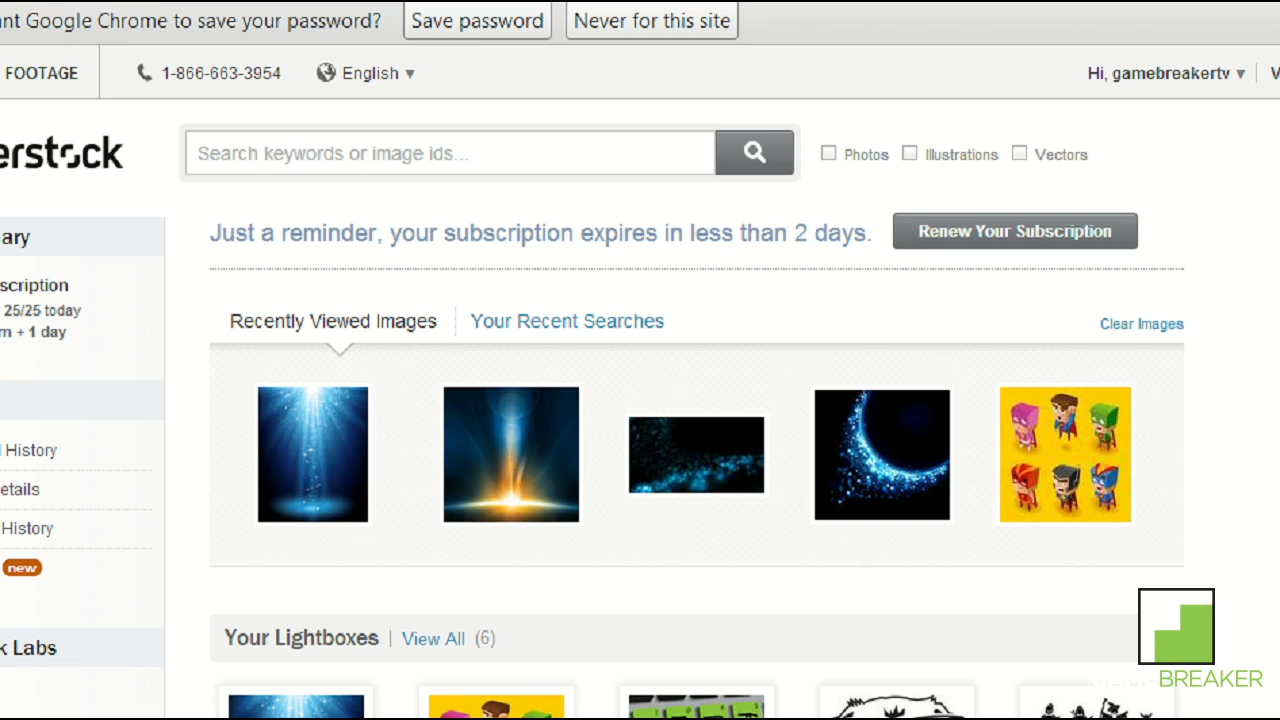 nt Google Chrome to save your password? Save password Never for this site
FOOTAGE 1-866-663-3954 English Hi, gamebreakertv V
erstock Search keywords or image ids... Photos Illustrations Vectors
ary
Just a reminder, your subscription expires in less than 2 days. Renew Your Subscription
scription
25/25 today
m + 1 day
Recently Viewed Images Your Recent Searches Clear Images
History
etails
History
new
k Labs
Your Lightboxes | View All (6)
BREAKER